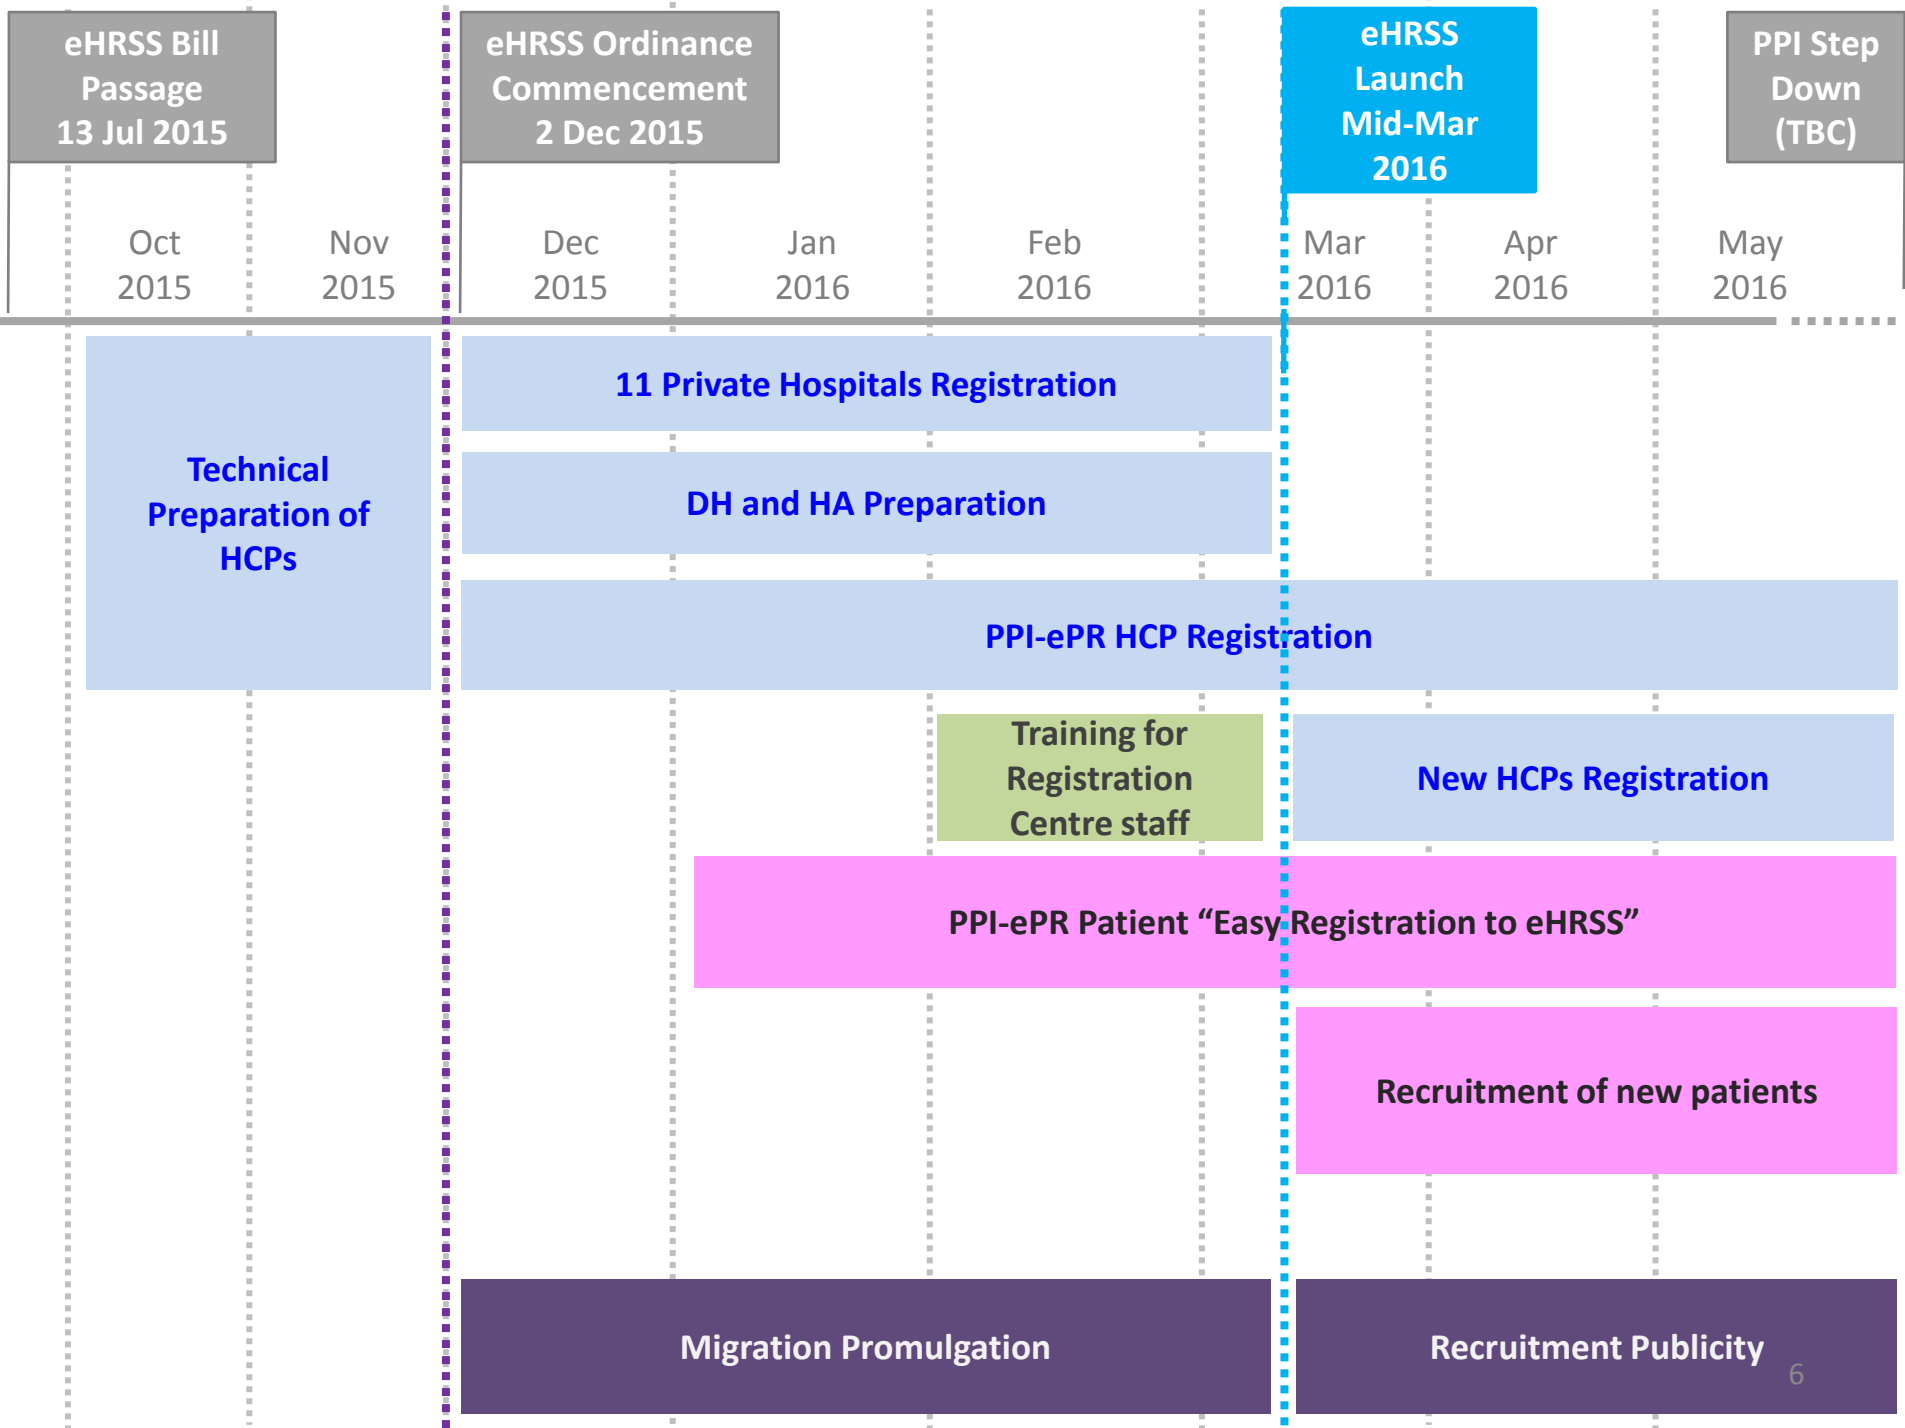 eHRSS Bill
Passage
13 Jul 2015
eHRSS Ordinance
Commencement
2 Dec 2015
eHRSS
Launch
Mid-Mar
2016
PPI Step
Down
(TBC)
Oct
2015
Nov
2015
Dec
2015
Jan
2016
Feb
2016
Mar
2016
Apr
2016
May
2016
Technical
Preparation of
HCPs
11 Private Hospitals Registration
DH and HA Preparation
PPI-ePR HCP Registration
Training for
Registration
Centre staff
New HCPs Registration
PPI-ePR Patient “Easy Registration to eHRSS”
Recruitment of new patients
Migration Promulgation
Recruitment Publicity
6